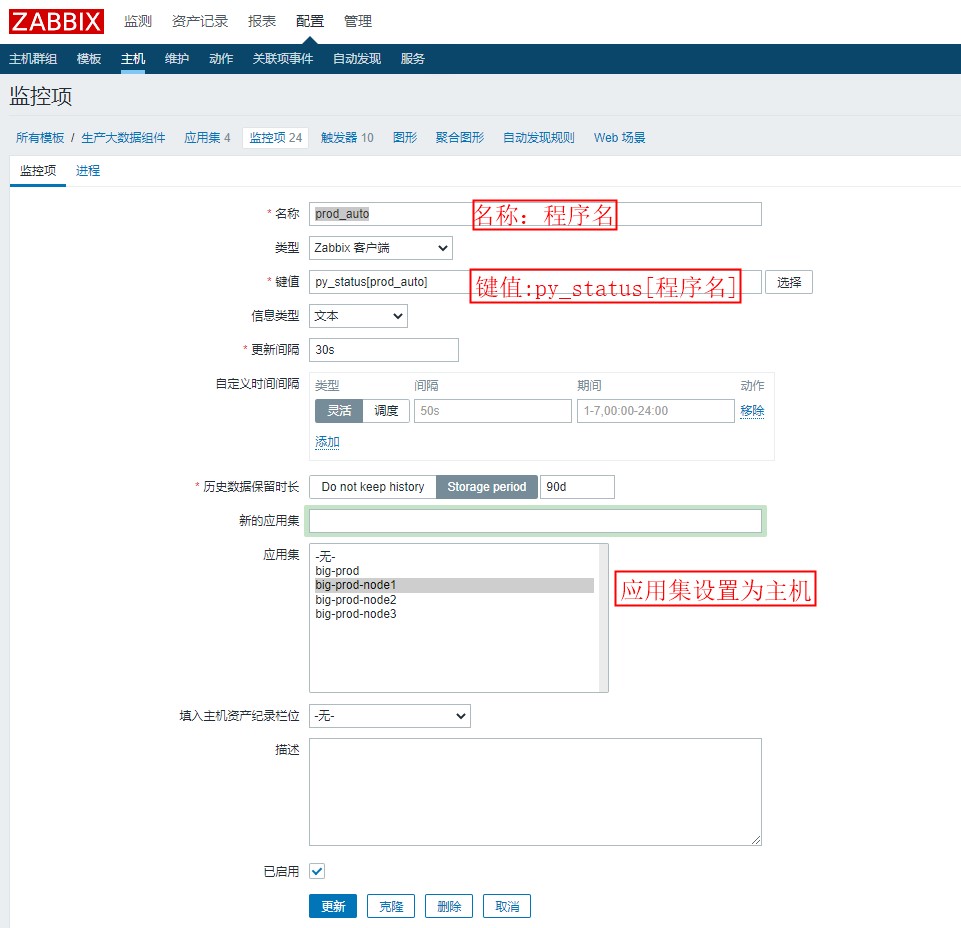 ZABBIX 监测 资产记录 报表 配置 管理
主机群组 模板 主机 维护 动作 关联项事件 自动发现 服务
监控项
所有模板 / 生产大数据组件 应用集 4 监控项 24 触发器 10 图形 聚合图形 自动发现规则 Web 场景
监控项 进程
* 名称 prod_auto 名称：程序名
类型 Zabbix 客户端
* 键值 py_status[prod_auto] 键值:py_status[程序名] 选择
信息类型 文本
* 更新间隔 30s
自定义时间间隔 类型 间隔 期间 动作
灵活 调度 50s 1-7,00:00-24:00 移除
添加
* 历史数据保留时长 Do not keep history Storage period 90d
新的应用集
应用集 -无-
big-prod
big-prod-node1
big-prod-node2
big-prod-node3
应用集设置为主机
填入主机资产纪录栏位 -无-
描述
已启用
更新 克隆 删除 取消